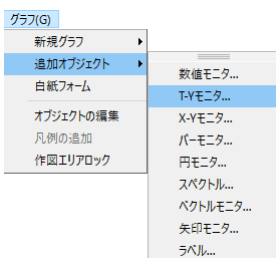 グラフ(G)
新規グラフ
追加オブジェクト
白紙フォーム
オブジェクトの編集
凡例の追加
作図エリアロック
数値モニタ...
T-Yモニタ...
X-Yモニタ...
バーモニタ...
円モニタ...
スペクトル...
ベクトルモニタ...
矢印モニタ...
ラベル...